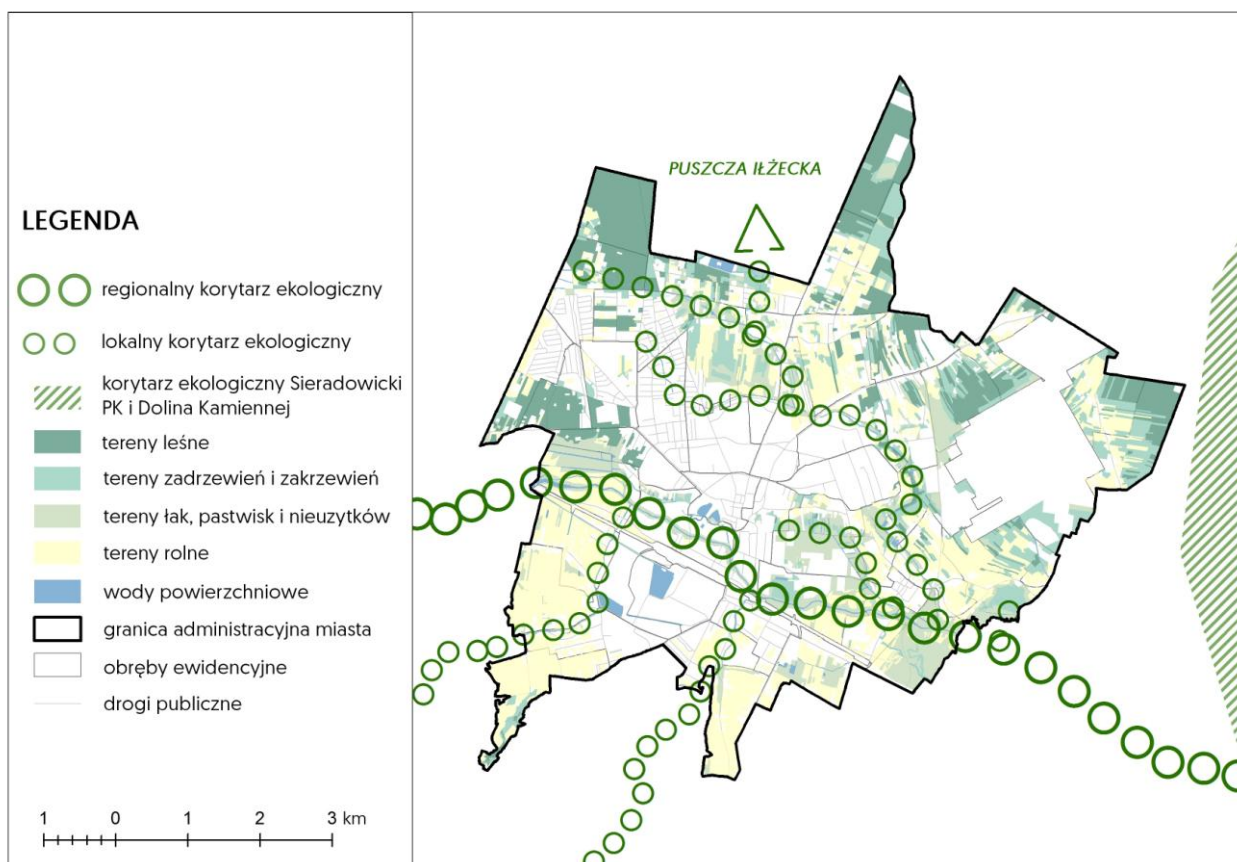 PUSZCZA IŁŻECKA
LEGENDA
regionalny korytarz ekologiczny
lokalny korytarz ekologiczny
korytarz ekologiczny Sieradowicki
PK i Dolina Kamiennej
tereny leśne
tereny zadrzewień i zakrzewień
tereny łak, pastwisk i nieuzytków
tereny rolne
wody powierzchniowe
granica administracyjna miasta
obręby ewidencyjne
drogi publiczne
1 0 1 2 3 km